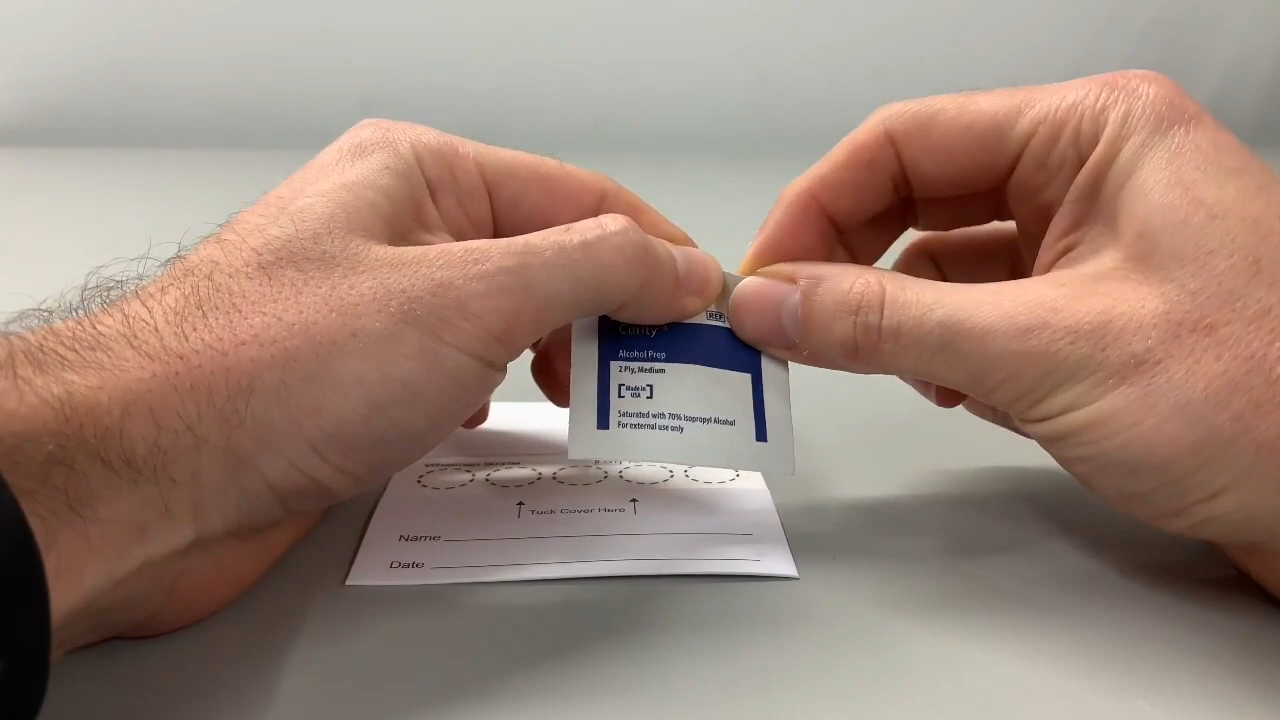 REF
Curity™
Alcohol Prep
2 Ply, Medium
Made in
USA
Saturated with 70% Isopropyl Alcohol
For external use only
Tuck Cover Here
Name
Date